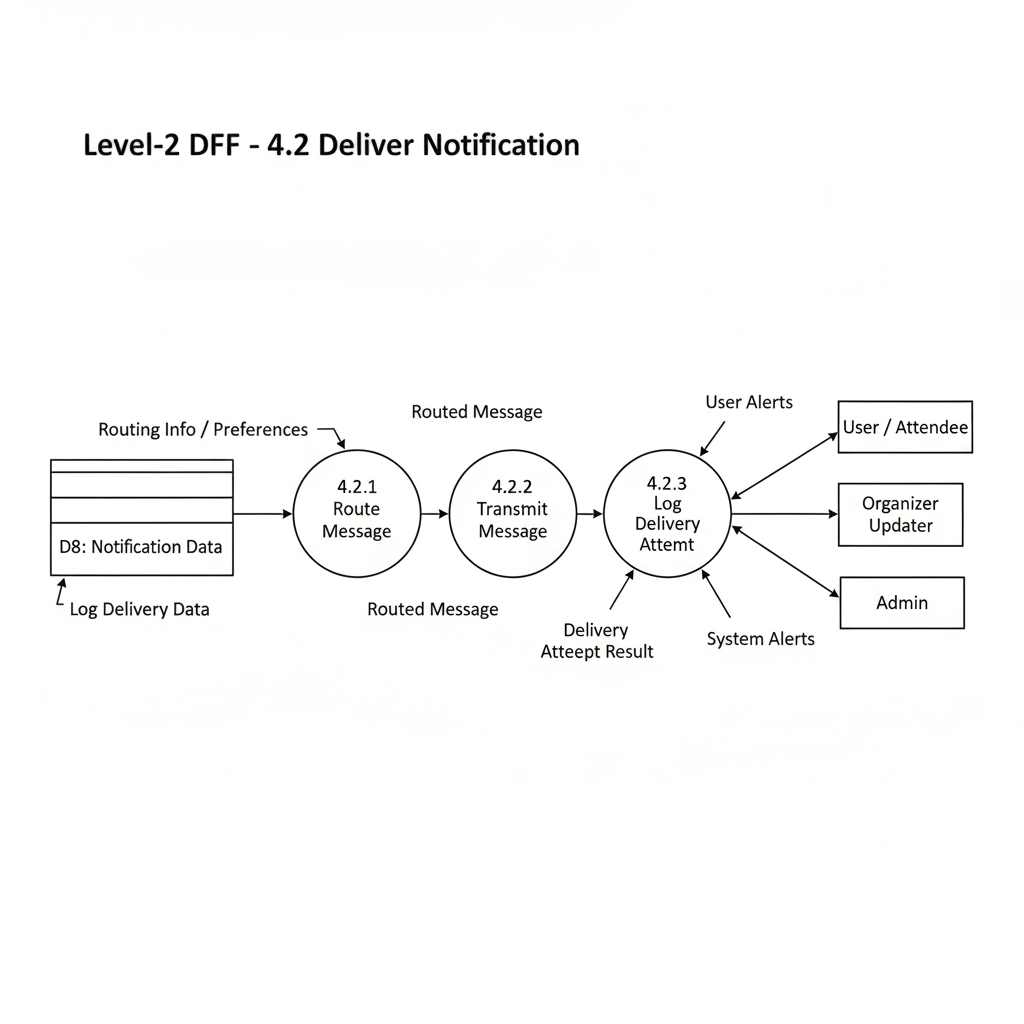 Level-2 DFF - 4.2 Deliver Notification
Routing Info / Preferences
Routed Message
User Alerts
D8: Notification Data
Log Delivery Data
4.2.1
Route
Message
4.2.2
Transmit
Message
Routed Message
4.2.3
Log
Delivery
Attemt
Delivery
Atteept Result
System Alerts
User / Attendee
Organizer
Updater
Admin